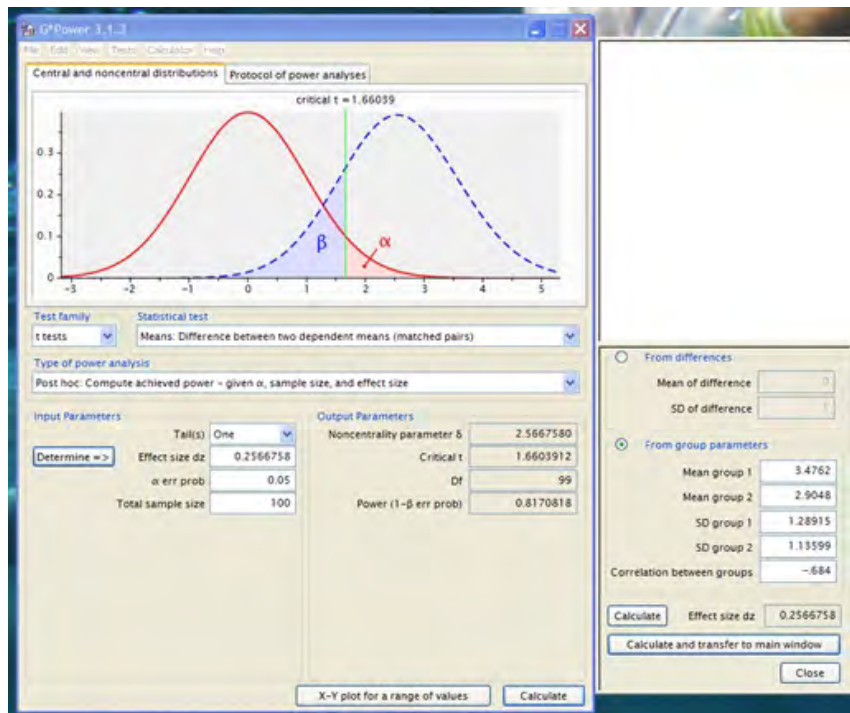 G*Power 3.1.3
File Edit View Tests Calculator Help
Central and noncentral distributions Protocol of power analyses
critical t = 1.66039
0.3
0.2
0.1
0
β
α
-3 -2 -1 0 1 2 3 4 5
Test family Statistical test
t tests Means: Difference between two dependent means (matched pairs)
Type of power analysis
Post hoc: Compute achieved power - given α, sample size, and effect size
Input Parameters Output Parameters
Tail(s) One Noncentrality parameter δ 2.5667580
Determine => Effect size dz 0.2566758 Critical t 1.6603912
α err prob 0.05 Df 99
Total sample size 100 Power (1-β err prob) 0.8170818
X-Y plot for a range of values Calculate
From differences
Mean of difference 0
SD of difference 1
From group parameters
Mean group 1 3.4762
Mean group 2 2.9048
SD group 1 1.28915
SD group 2 1.13599
Correlation between groups -.684
Calculate Effect size dz 0.2566758
Calculate and transfer to main window
Close